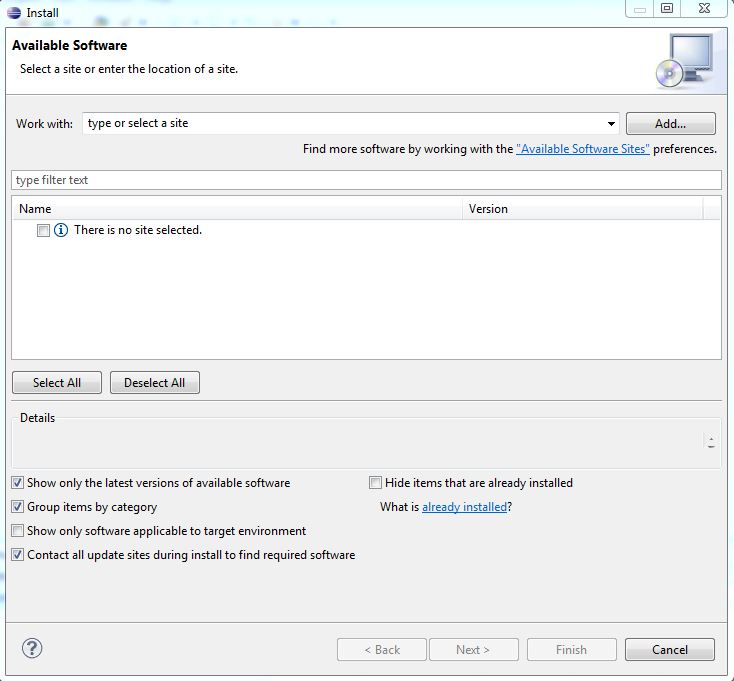 Install
Available Software
Select a site or enter the location of a site.
Work with: type or select a site Add...
Find more software by working with the "Available Software Sites" preferences.
type filter text
Name Version
There is no site selected.
Select All Deselect All
Details
Show only the latest versions of available software Hide items that are already installed
Group items by category What is already installed?
Show only software applicable to target environment
Contact all update sites during install to find required software
? < Back Next > Finish Cancel